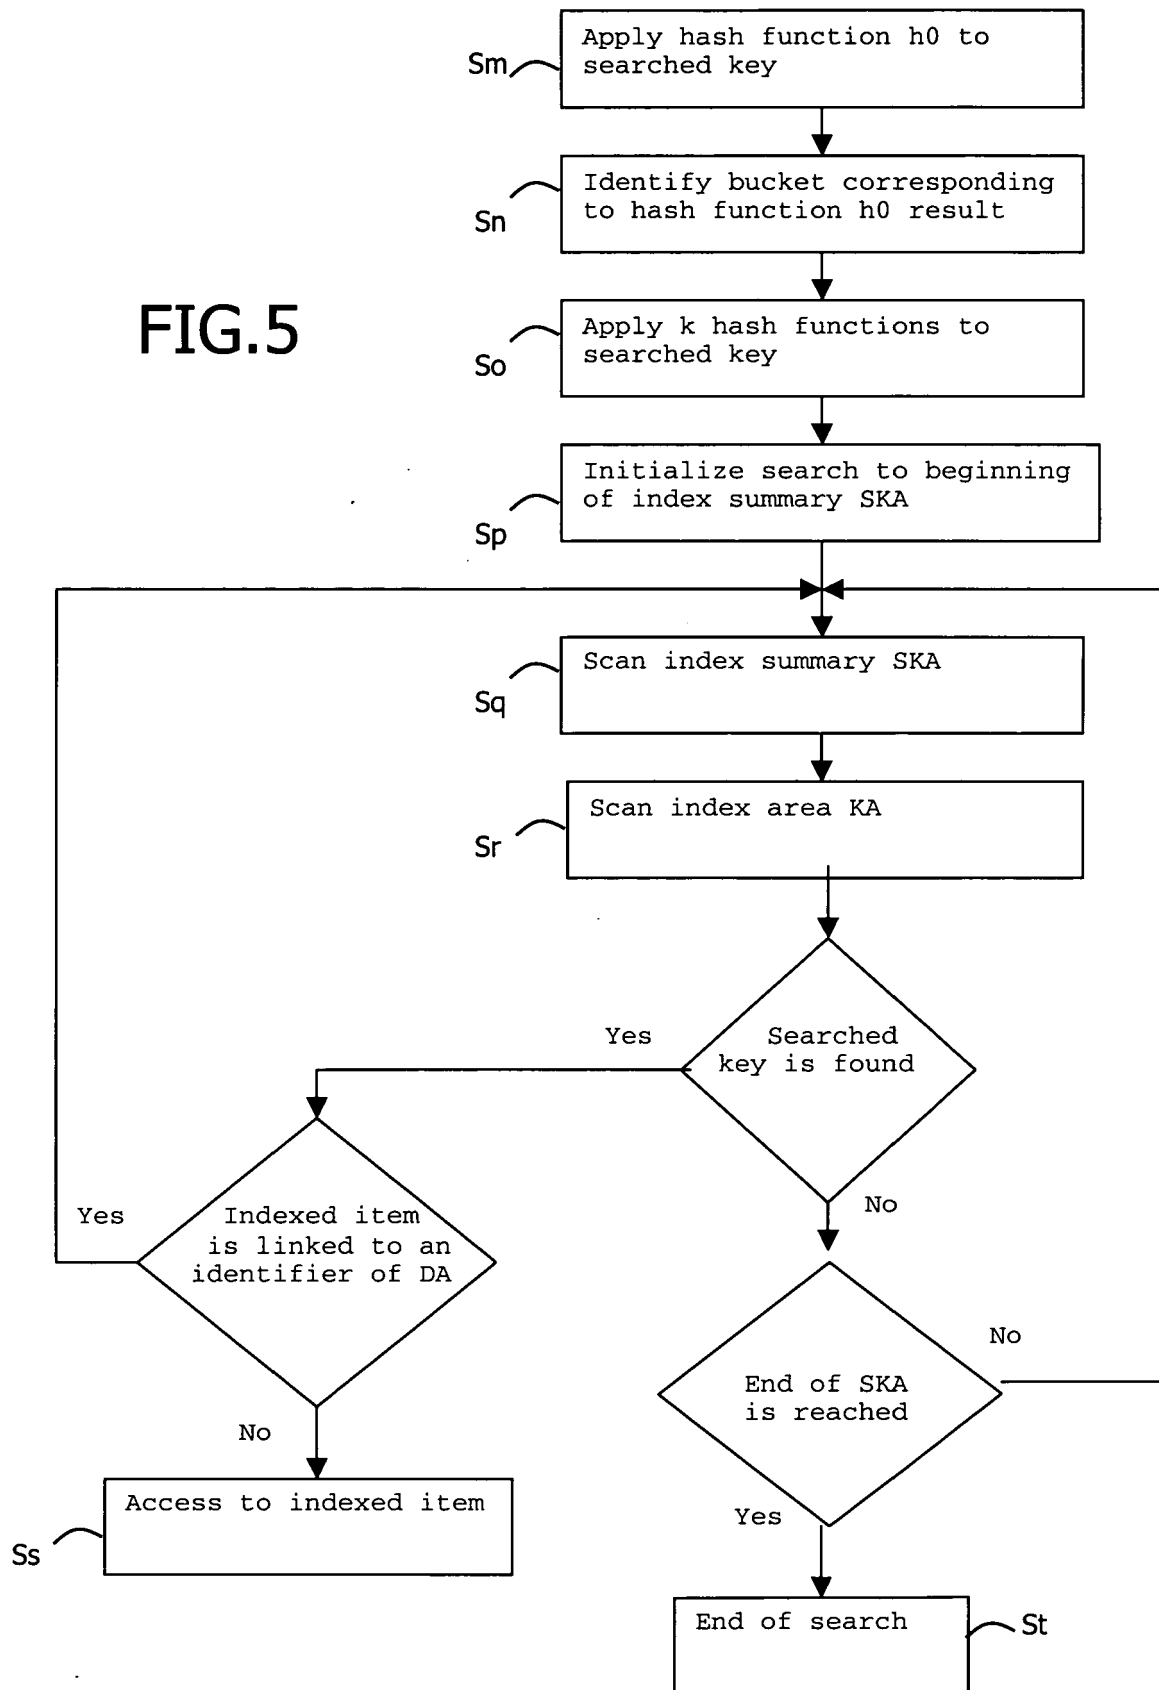 Apply hash function h0 to
searched key
Sm
Identify bucket corresponding
to hash function h0 result
Sn
FIG.5
Apply k hash functions to
searched key
So
Initialize search to beginning
of index summary SKA
Sp
Scan index summary SKA
Sq
Scan index area KA
Sr
Searched
key is found
Yes
No
Indexed item
is linked to an
identifier of DA
Yes
No
End of SKA
is reached
No
Yes
Access to indexed item
Ss
End of search
St